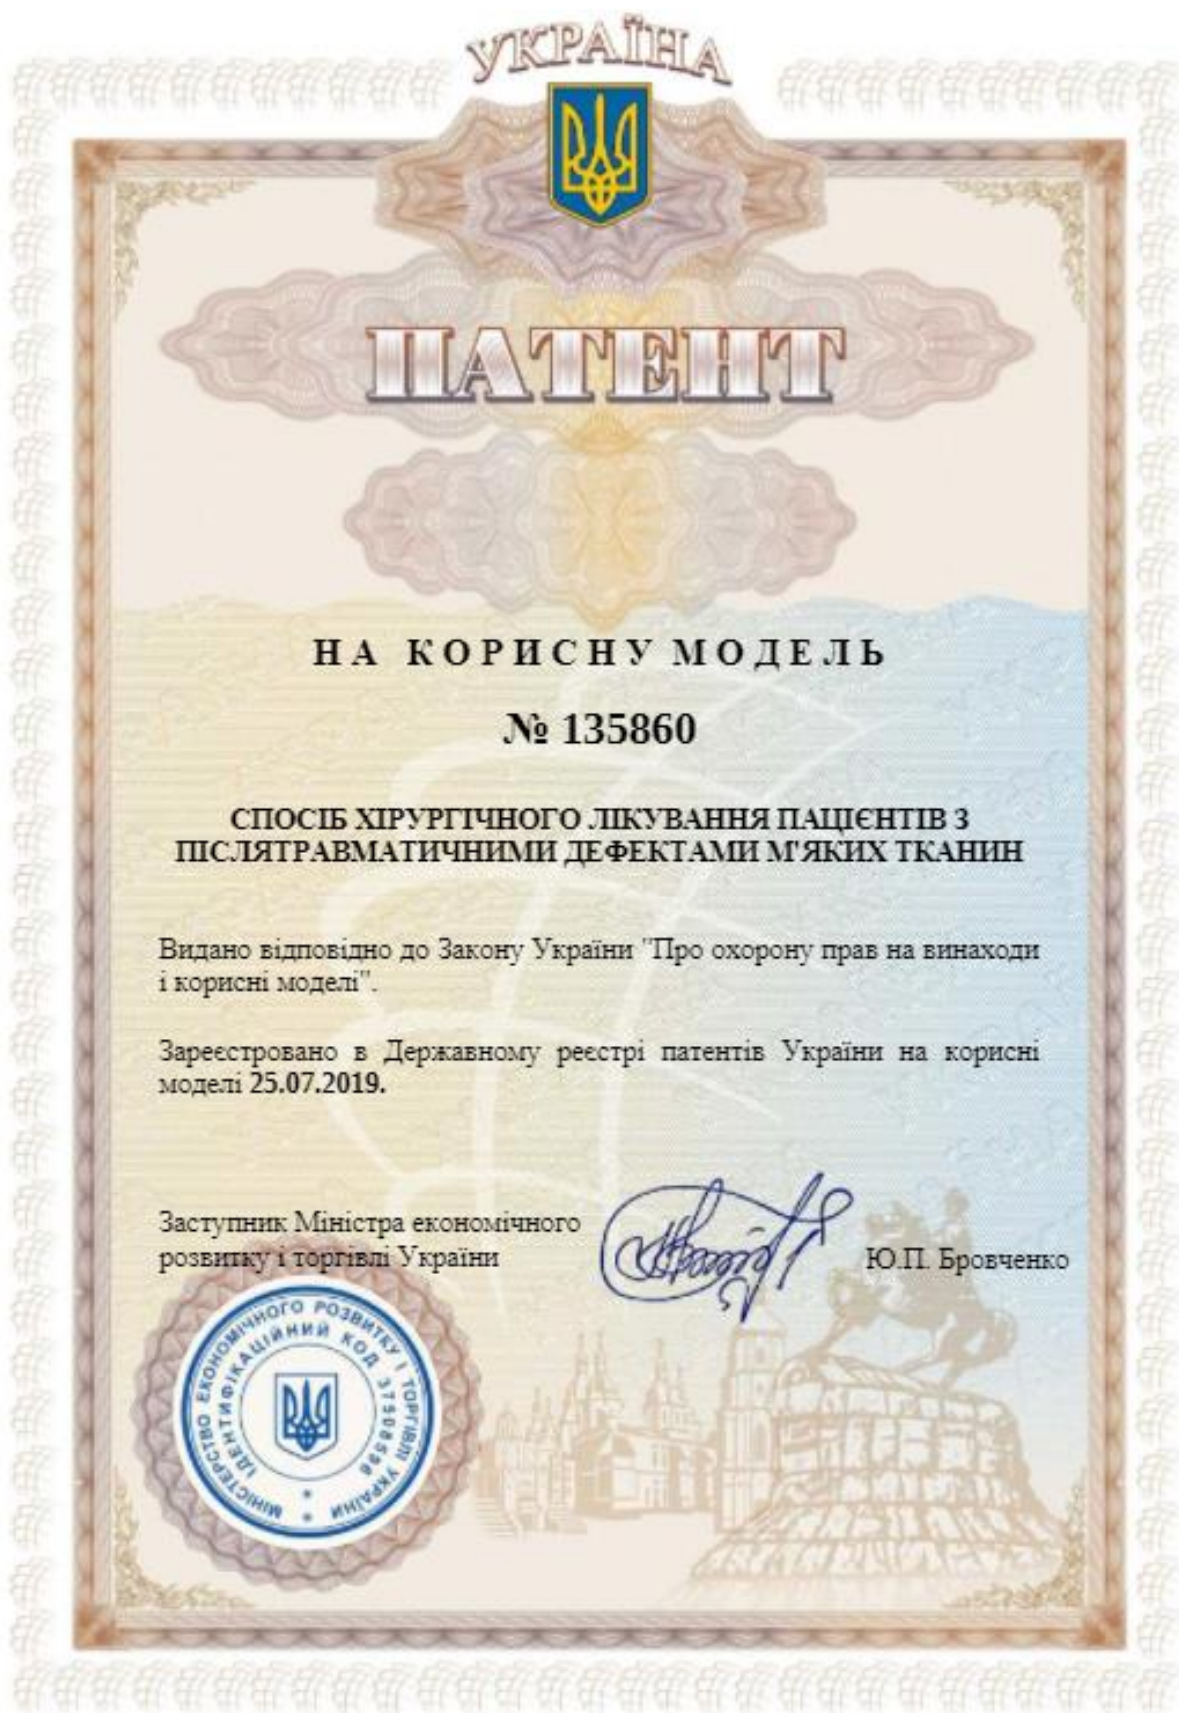 УКРАЇНА
ПАТЕНТ
НА КОРИСНУ МОДЕЛЬ
№ 135860
СПОСІБ ХІРУРГІЧНОГО ЛІКУВАННЯ ПАЦІЄНТІВ З
ПІСЛЯТРАВМАТИЧНИМИ ДЕФЕКТАМИ М'ЯКИХ ТКАНИН
Видано відповідно до Закону України "Про охорону прав на винаходи
і корисні моделі".
Зареєстровано в Державному реєстрі патентів України на корисні
моделі 25.07.2019.
Заступник Міністра економічного
розвитку і торгівлі України
Ю.П. Бровченко
МІНІСТЕРСТВО ЕКОНОМІЧНОГО РОЗВИТКУ І ТОРГІВЛІ УКРАЇНИ
ІДЕНТИФІКАЦІЙНИЙ КОД 37508596